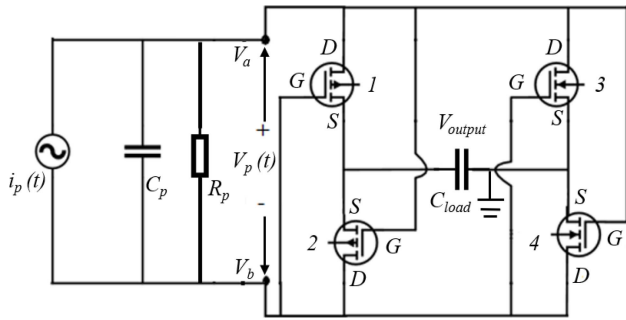 V_a
D
G
1
S
D
G
3
S
i_p (t)
C_p
R_p
+
V_p(t)
-
V_output
C_load
S
2
G
D
S
4
G
D
V_b